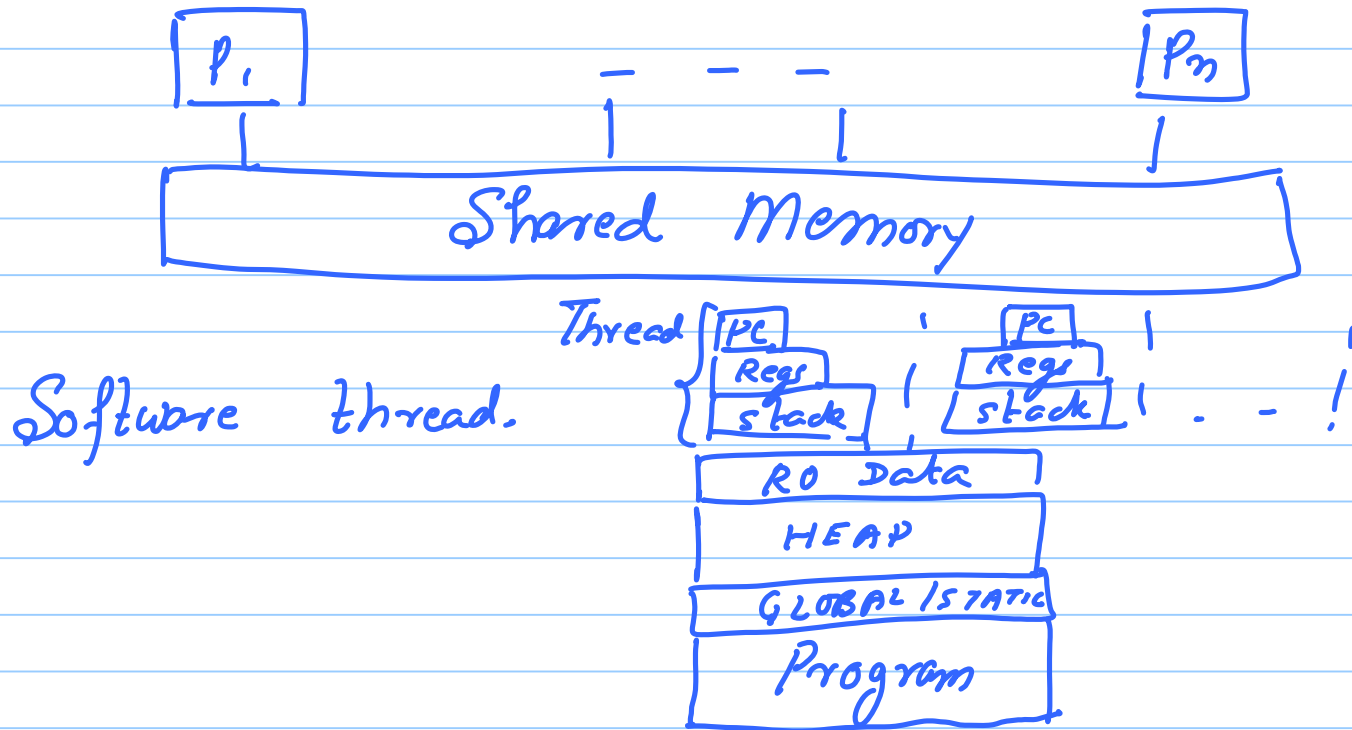 P1 - - - Pn
Shared Memory
Thread PC PC
Regs Regs
Software thread. stack stack . -
RO Data
HEAP
GLOBAL/STATIC
Program